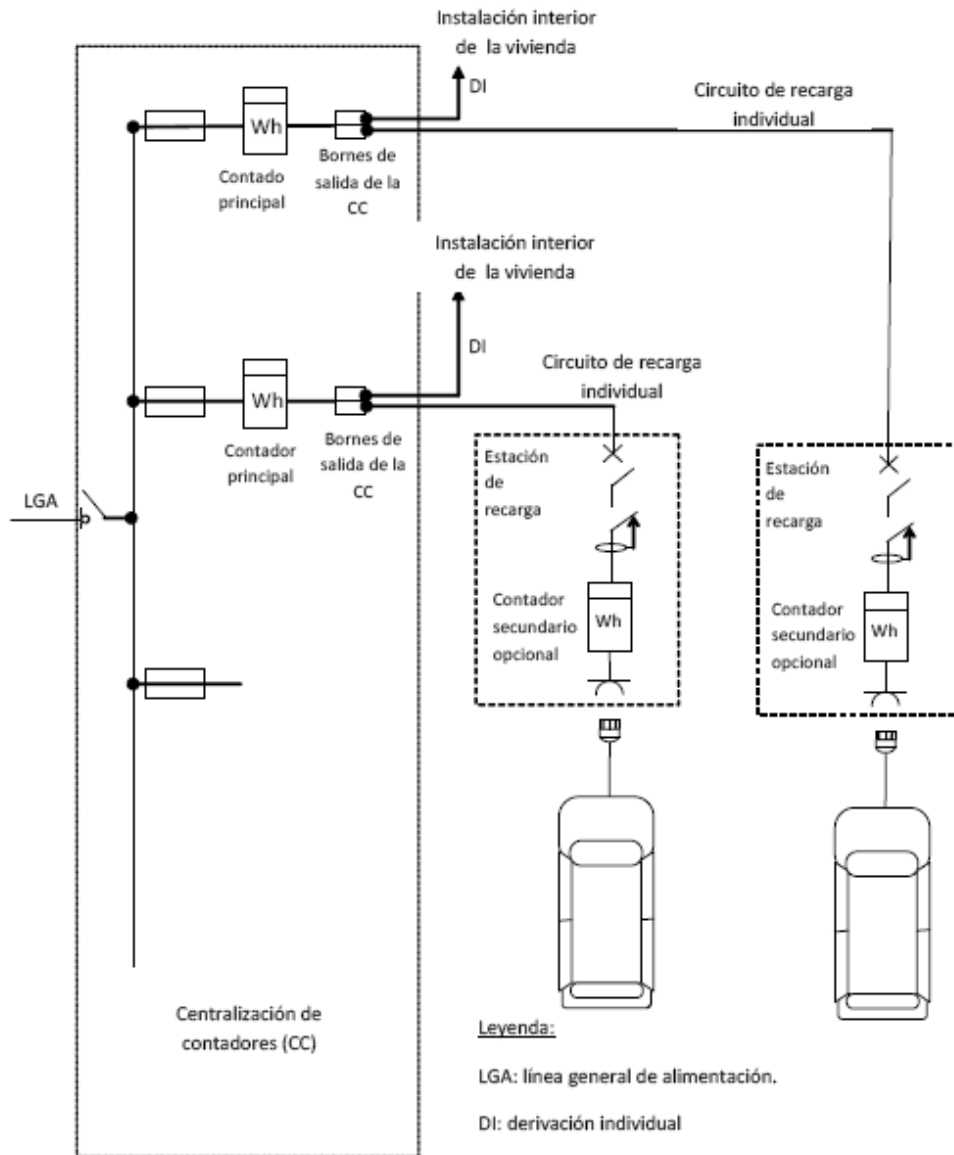 Instalación interior
de la vivienda
DI
Circuito de recarga
individual
Wh
Contado
principal
Bornes de
salida de la
CC
Instalación interior
de la vivienda
DI
Circuito de recarga
individual
Wh
Contador
principal
Bornes de
salida de la
CC
LGA
Estación
de
recarga
Contador
secundario
opcional
Wh
Estación
de
recarga
Contador
secundario
opcional
Wh
Centralización de
contadores (CC)
Leyenda:
LGA: línea general de alimentación.
DI: derivación individual